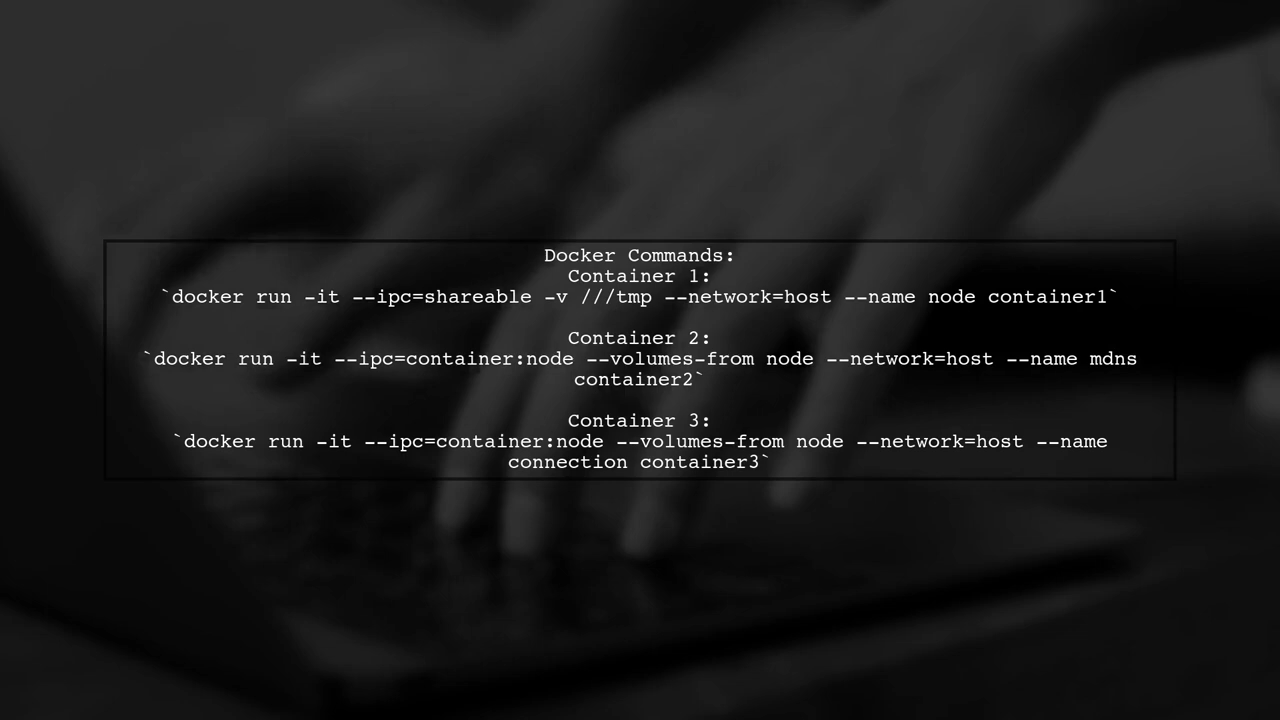 Docker Commands:
Container 1:
`docker run -it --ipc=shareable -v ///tmp --network=host --name node container1`
Container 2:
`docker run -it --ipc=container:node --volumes-from node --network=host --name mdns
container2`
Container 3:
`docker run -it --ipc=container:node --volumes-from node --network=host --name
connection container3`